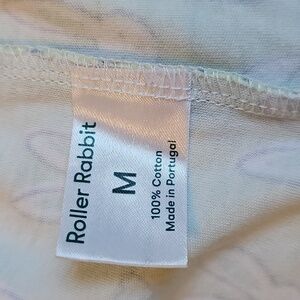 Roller Rabbit
M
100% Cotton
Made in Portugal